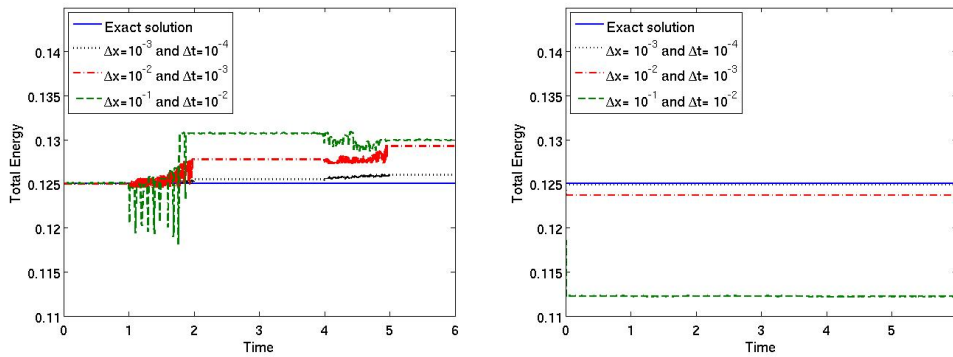 Total Energy
0.14
0.135
0.13
0.125
0.12
0.115
0.11
Exact solution
Δx=10⁻³ and Δt=10⁻⁴
Δx=10⁻² and Δt=10⁻³
Δx=10⁻¹ and Δt=10⁻²
0 1 2 3 4 5 6
Time
Total Energy
0.14
0.135
0.13
0.125
0.12
0.115
0.11
Exact solution
Δx= 10⁻³ and Δt= 10⁻⁴
Δx= 10⁻² and Δt= 10⁻³
Δx= 10⁻¹ and Δt= 10⁻²
0 1 2 3 4 5
Time